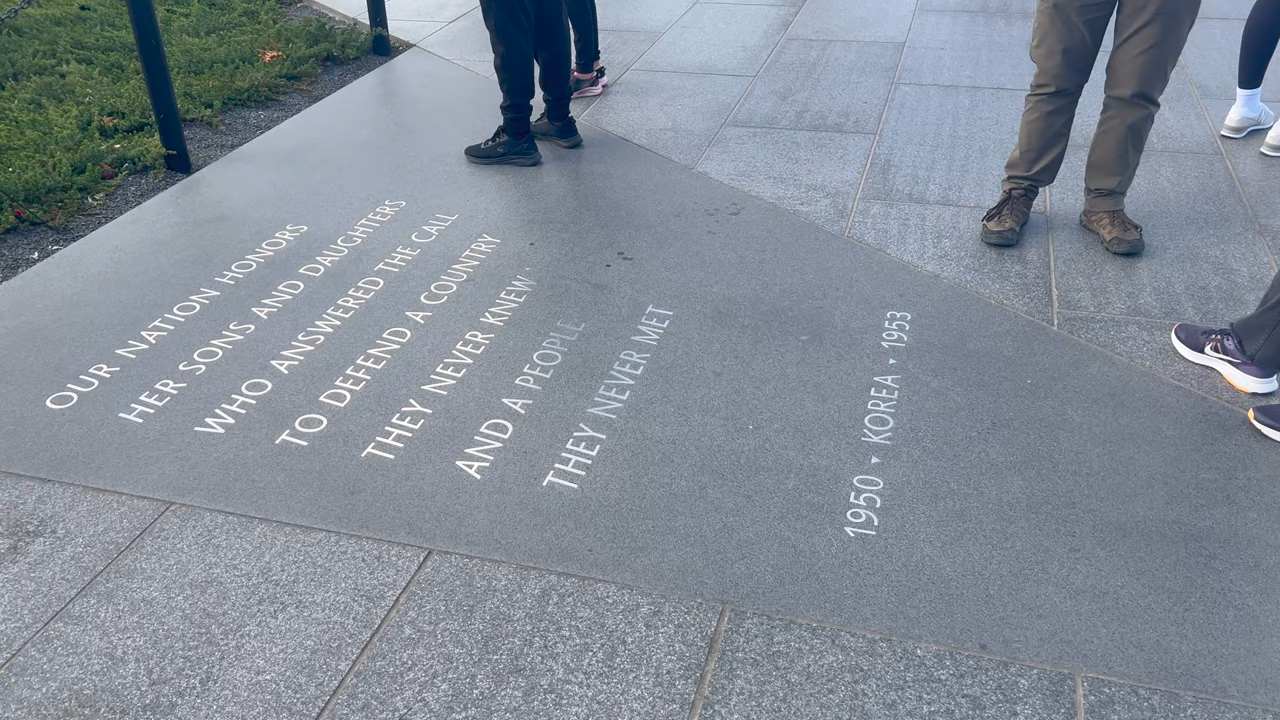 OUR NATION HONORS
HER SONS AND DAUGHTERS
WHO ANSWERED THE CALL
TO DEFEND A COUNTRY
THEY NEVER KNEW
AND A PEOPLE
THEY NEVER MET
1950 ▾ KOREA ▾ 1953